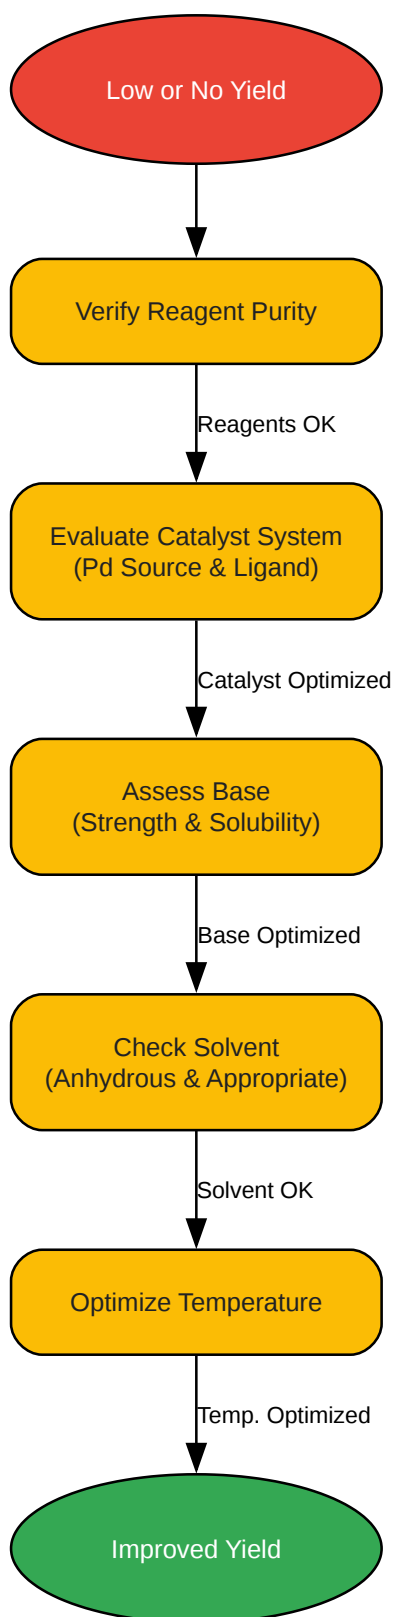 Low or No Yield
Verify Reagent Purity
Reagents OK
Evaluate Catalyst System
(Pd Source & Ligand)
Catalyst Optimized
Assess Base
(Strength & Solubility)
Base Optimized
Check Solvent
(Anhydrous & Appropriate)
Solvent OK
Optimize Temperature
Temp. Optimized
Improved Yield